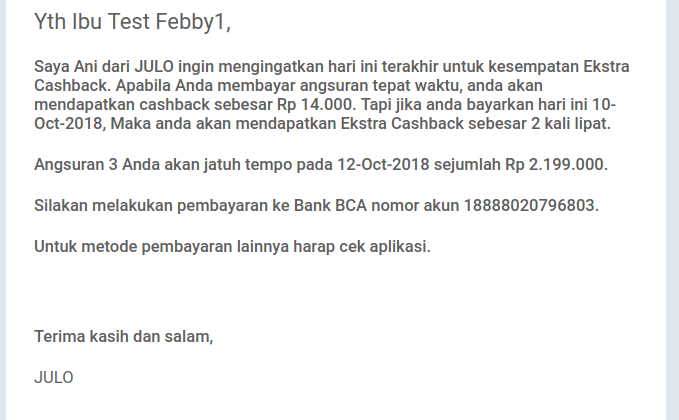 Yth Ibu Test Febby1,
Saya Ani dari JULO ingin mengingatkan hari ini terakhir untuk kesempatan Ekstra
Cashback. Apabila Anda membayar angsuran tepat waktu, anda akan
mendapatkan cashback sebesar Rp 14.000. Tapi jika anda bayarkan hari ini 10-
Oct-2018, Maka anda akan mendapatkan Ekstra Cashback sebesar 2 kali lipat.
Angsuran 3 Anda akan jatuh tempo pada 12-Oct-2018 sejumlah Rp 2.199.000.
Silakan melakukan pembayaran ke Bank BCA nomor akun 18888020796803.
Untuk metode pembayaran lainnya harap cek aplikasi.
Terima kasih dan salam,
JULO